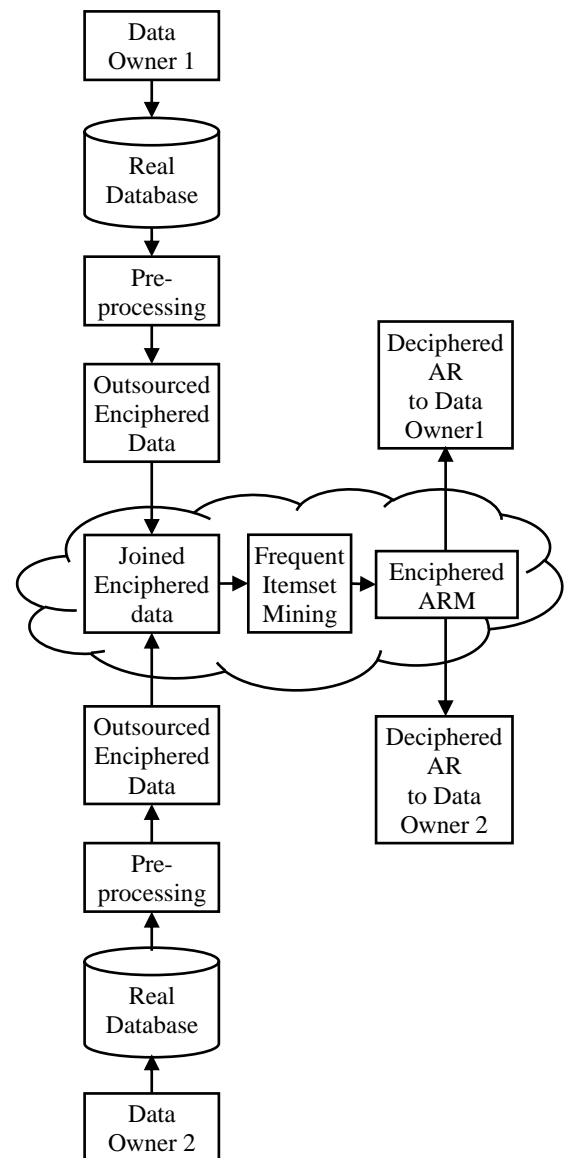 Data
Owner 1
Real
Database
Pre-
processing
Outsourced
Enciphered
Data
Deciphered
AR
to Data
Owner1
Joined
Enciphered
data
Frequent
Itemset
Mining
Enciphered
ARM
Outsourced
Enciphered
Data
Deciphered
AR
to Data
Owner 2
Pre-
processing
Real
Database
Data
Owner 2